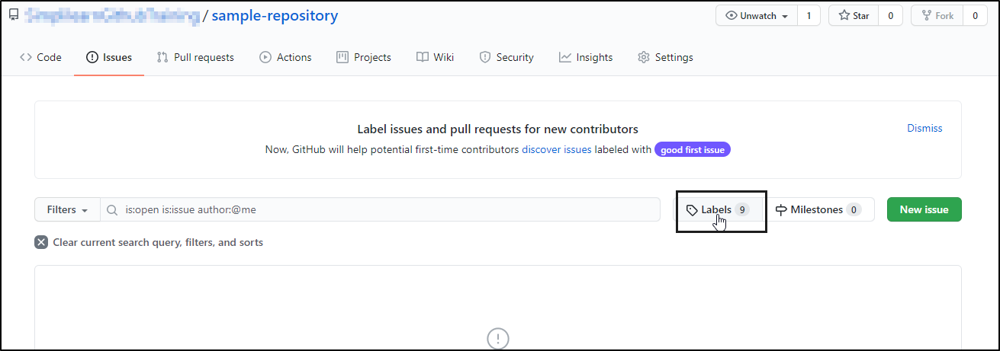 / sample-repository
Unwatch 1 Star 0 Fork 0
Code Issues Pull requests Actions Projects Wiki Security Insights Settings
Label issues and pull requests for new contributors
Dismiss
Now, GitHub will help potential first-time contributors discover issues labeled with good first issue
Filters is:open is:issue author:@me Labels 9 Milestones 0 New issue
Clear current search query, filters, and sorts